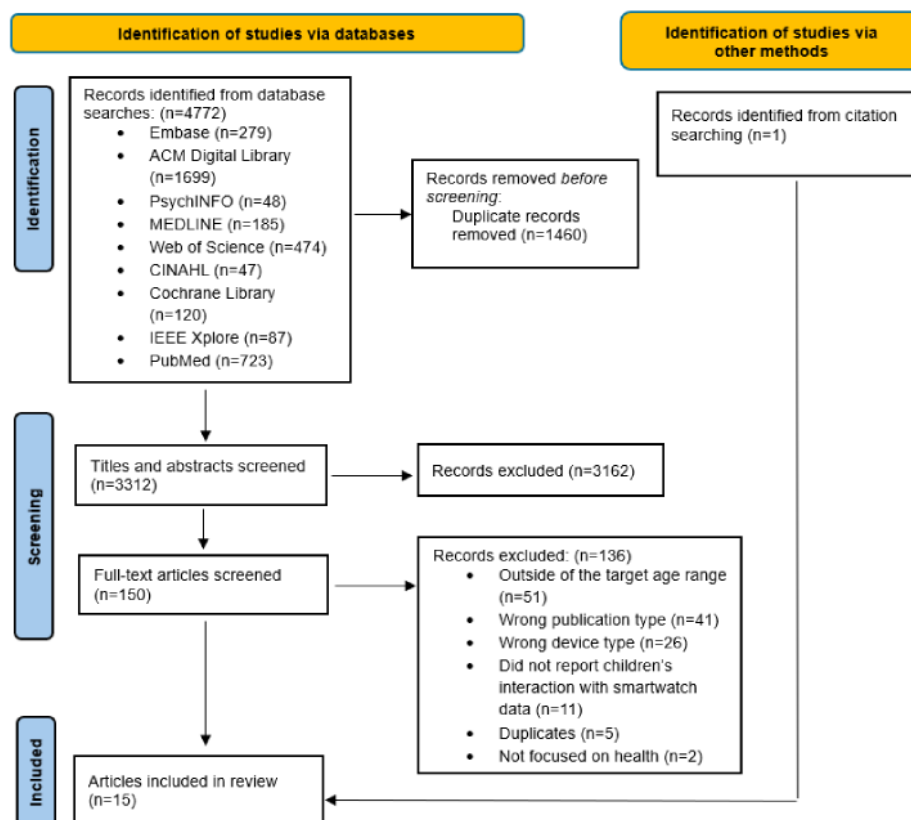 Identification of studies via databases
Identification of studies via
other methods
Identification
Records identified from database
searches: (n=4772)
• Embase (n=279)
• ACM Digital Library
(n=1699)
• PsychINFO (n=48)
• MEDLINE (n=185)
• Web of Science (n=474)
• CINAHL (n=47)
• Cochrane Library
(n=120)
• IEEE Xplore (n=87)
• PubMed (n=723)
Records removed before
screening:
Duplicate records
removed (n=1460)
Records identified from citation
searching (n=1)
Screening
Titles and abstracts screened
(n=3312)
Records excluded (n=3162)
Full-text articles screened
(n=150)
Records excluded: (n=136)
• Outside of the target age range
(n=51)
• Wrong publication type (n=41)
• Wrong device type (n=26)
• Did not report children's
interaction with smartwatch
data (n=11)
• Duplicates (n=5)
• Not focused on health (n=2)
Included
Articles included in review
(n=15)